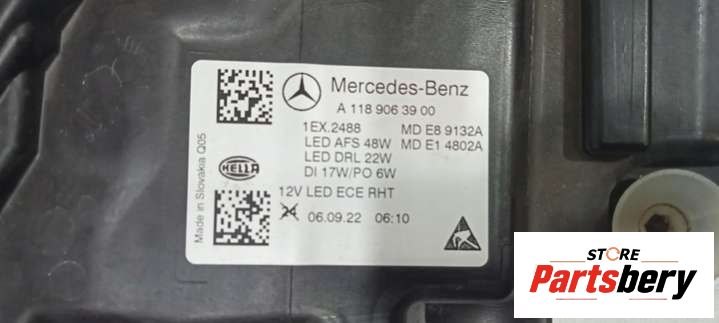 Mercedes-Benz
A 118 906 39 00
1EX.2488 MD E8 9132A
LED AFS 48W MD E1 4802A
LED DRL 22W
DI 17W/PO 6W
12V LED ECE RHT
06.09.22 06:10
HELLA
Made in Slovakia Q05
STORE
Partsbery